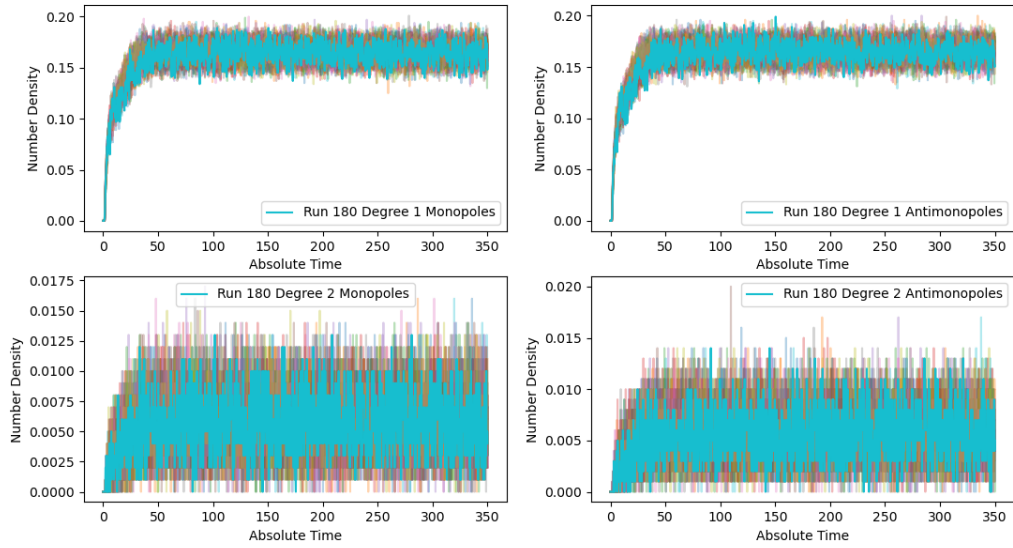 0.20
0.15
0.10
0.05
0.00
Number Density
Run 180 Degree 1 Monopoles
0 50 100 150 200 250 300 350
Absolute Time
0.20
0.15
0.10
0.05
0.00
Number Density
Run 180 Degree 1 Antimonopoles
0 50 100 150 200 250 300 350
Absolute Time
0.0175
0.0150
0.0125
0.0100
0.0075
0.0050
0.0025
0.0000
Number Density
Run 180 Degree 2 Monopoles
0 50 100 150 200 250 300 350
Absolute Time
0.020
0.015
0.010
0.005
0.000
Number Density
Run 180 Degree 2 Antimonopoles
0 50 100 150 200 250 300 350
Absolute Time